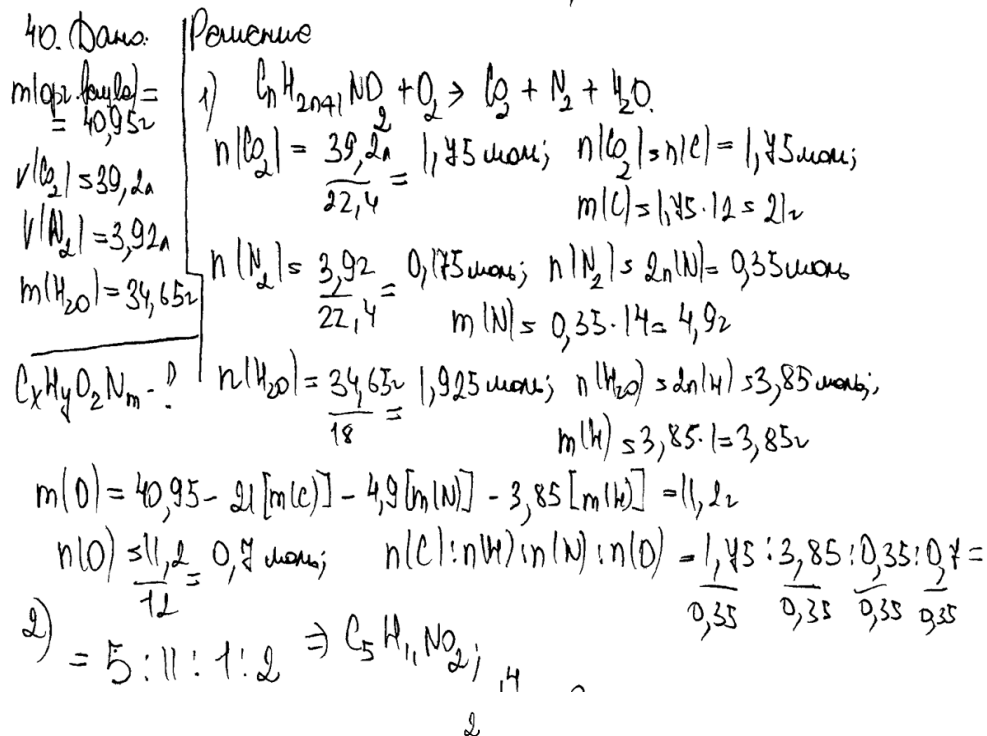 40. Дано:
m(орг. вещ-ва) =
= 40,95г
V(CO2) = 39,2л
V(N2) = 3,92л
m(H2O) = 34,65г
CxHyO2Nm - ?
Решение
1) CnH2n+1NO2 + O2 → CO2 + N2 + H2O.
n(CO2) = 39,2л/22,4 = 1,75 моль; n(CO2) = n(C) = 1,75 моль;
m(C) = 1,75·12 = 21г
n(N2) = 3,92/22,4 = 0,175 моль; n(N2) = 2n(N) = 0,35 моль
m(N) = 0,35·14 = 4,9г
n(H2O) = 34,65г/18 = 1,925 моль; n(H2O) = 2n(H) = 3,85 моль;
m(H) = 3,85·1 = 3,85г
m(O) = 40,95 - 21[m(C)] - 4,9[m(N)] - 3,85[m(H)] = 11,2г
n(O) = 11,2/12 = 0,7 моль; n(C):n(H):n(N):n(O) = 1,75/0,35 : 3,85/0,35 : 0,35/0,35 : 0,7/0,35 =
2) = 5:11:1:2 ⇒ C5H11NO2;
2